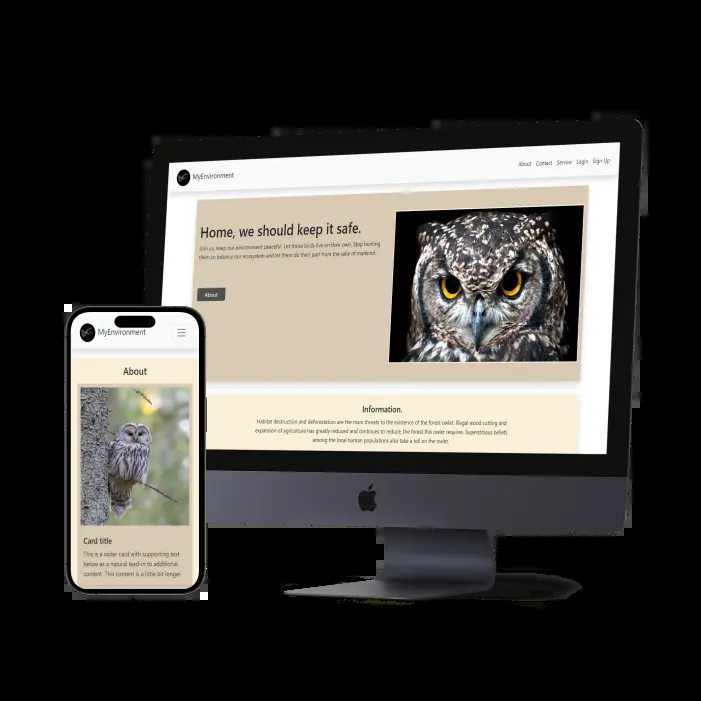 MyEnvironment
About Contact Service Login Sign-Up
Home, we should keep it safe.
Join us, keep our environment peaceful. Let those birds live on their own. Stop hunting
them to balance our ecosystem and let them do their part from the sake of mankind
About
Information.
Habitat destruction and deforestation are the main threats to the existence of the forest owlet. Illegal wood cutting and
expansion of agriculture has greatly reduced and continues to reduce, the forest this owlet requires. Superstitious beliefs
among the local human populations also take a toll on the owlet.
MyEnvironment
About
Card title
This is a wider card with supporting text
below as a natural lead-in to additional
content. This content is a little bit longer.